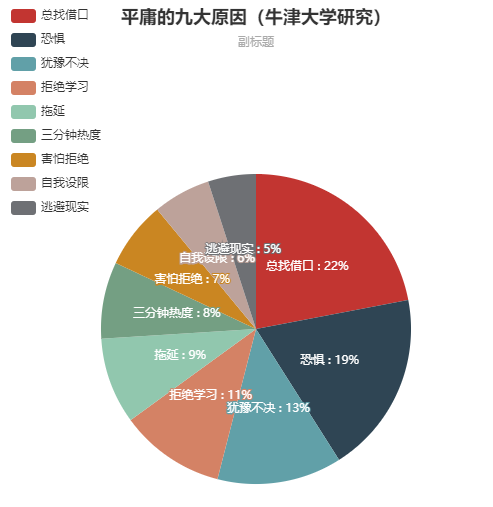 平庸的九大原因（牛津大学研究）
副标题
总找借口
恐惧
犹豫不决
拒绝学习
拖延
三分钟热度
害怕拒绝
自我设限
逃避现实
逃避现实 : 5%
自我设限 : 6%
总找借口 : 22%
害怕拒绝 : 7%
三分钟热度 : 8%
拖延 : 9%
恐惧 : 19%
拒绝学习 : 11%
犹豫不决 : 13%